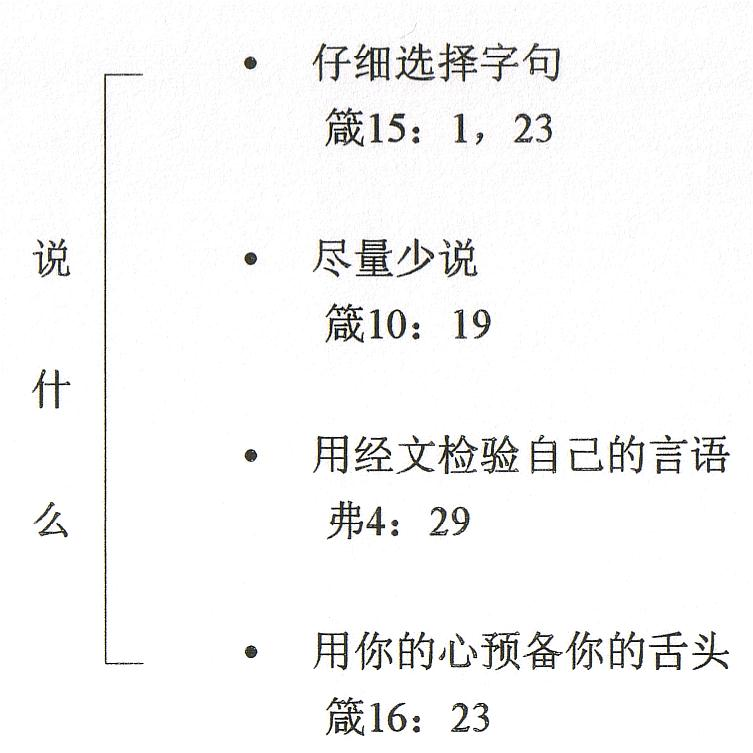 说什么
• 仔细选择字句
箴15：1，23
• 尽量少说
箴10：19
• 用经文检验自己的言语
弗4：29
• 用你的心预备你的舌头
箴16：23